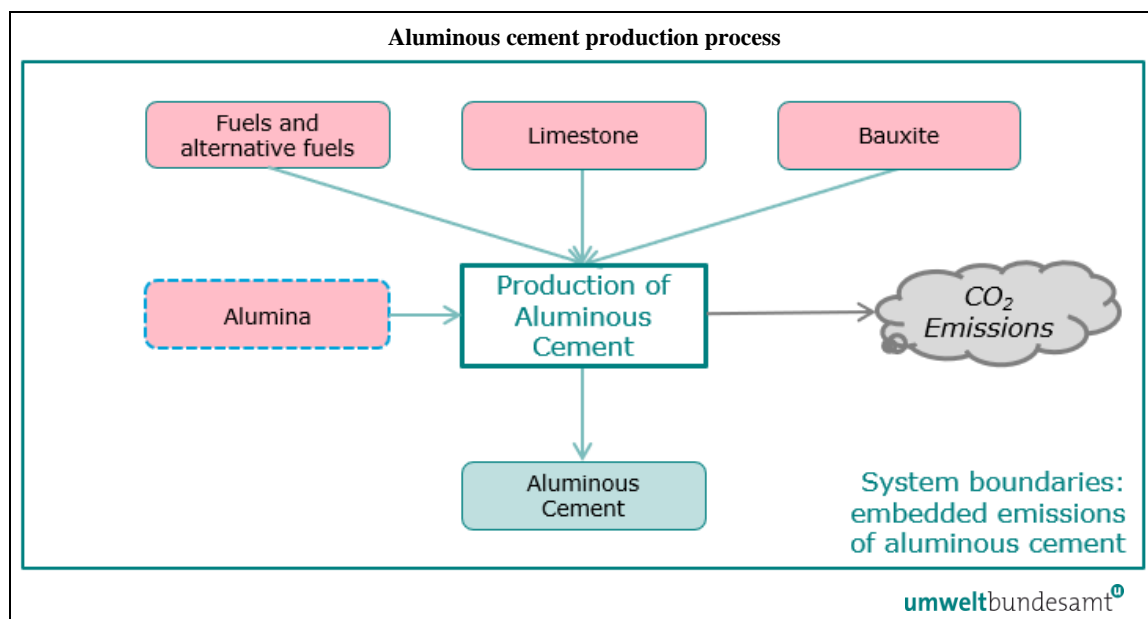 Aluminous cement production process
Fuels and
alternative fuels
Limestone
Bauxite
Alumina
Production of
Aluminous
Cement
CO₂
Emissions
Aluminous
Cement
System boundaries:
embedded emissions
of aluminous cement
umweltbundesamt
u